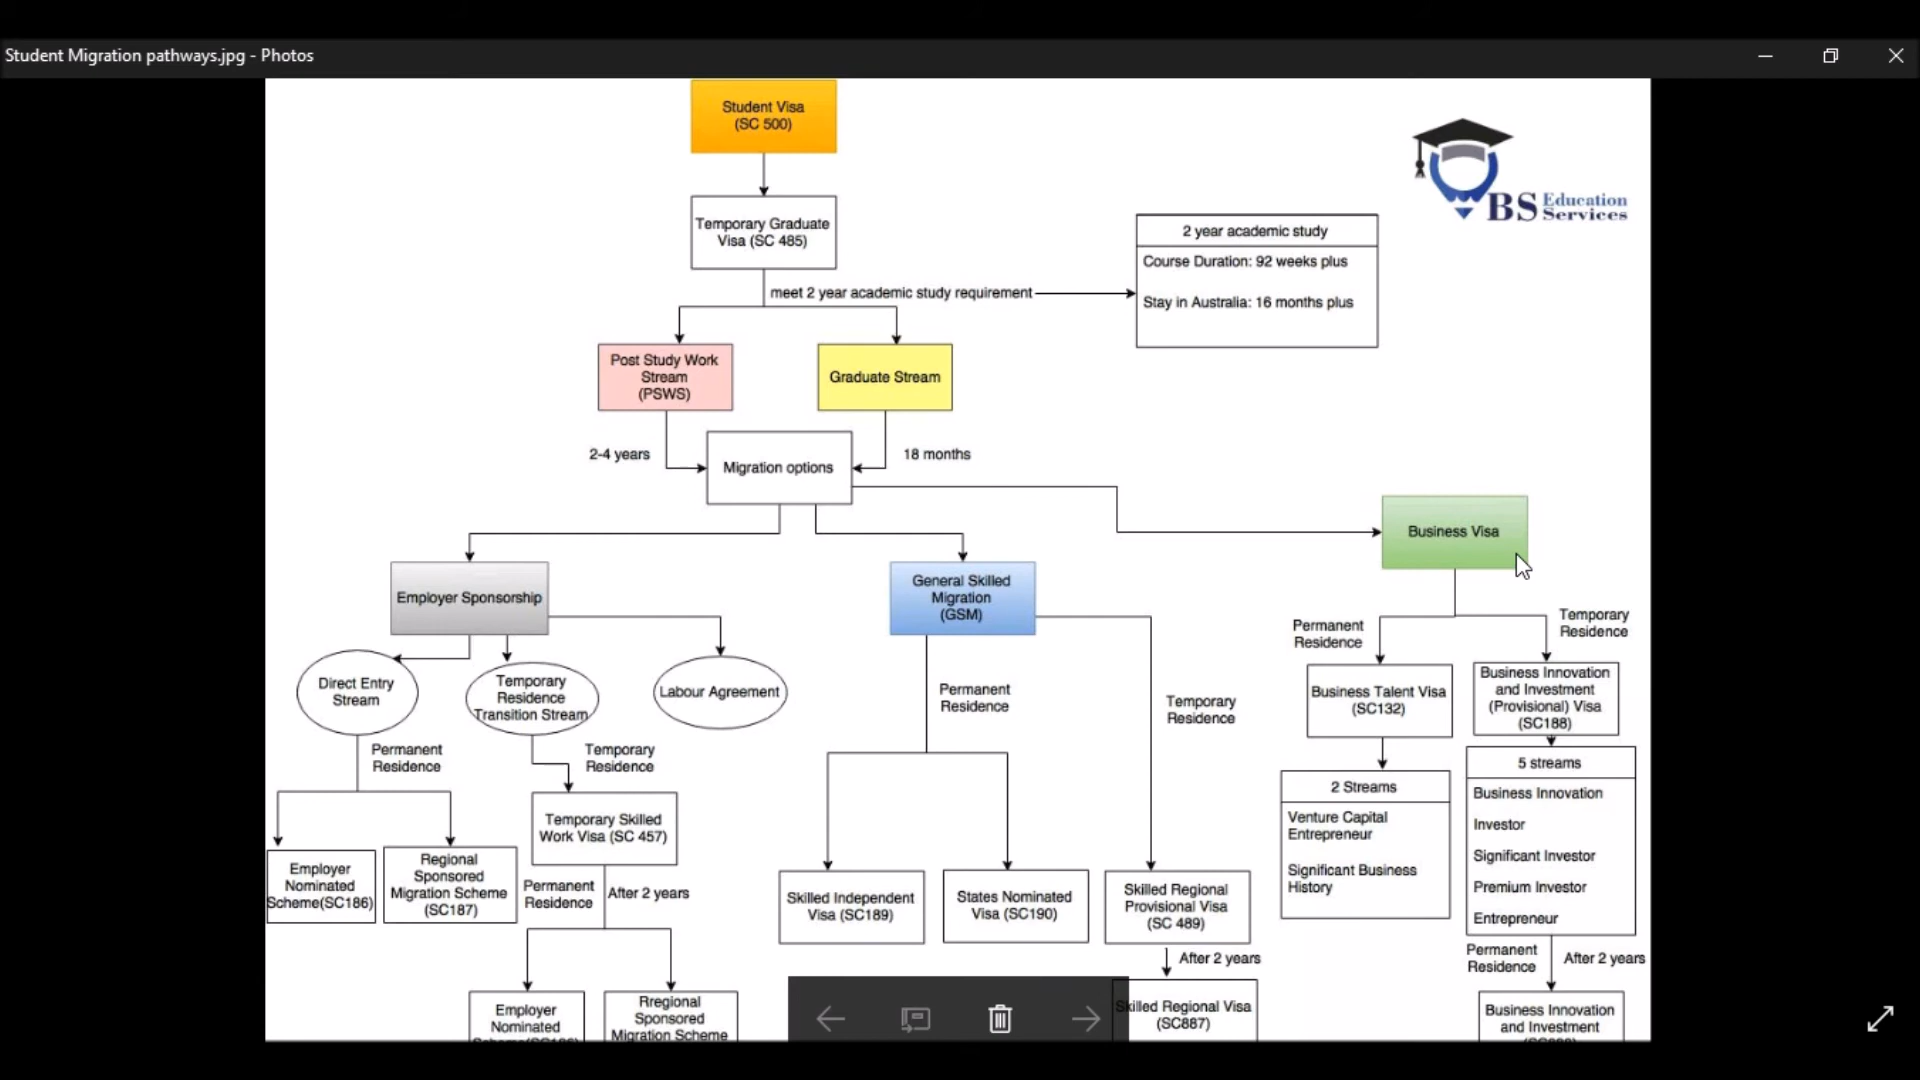 Student Migration pathways.jpg - Photos
Student Visa
(SC 500)
BS Education
Services
Temporary Graduate
Visa (SC 485)
2 year academic study
Course Duration: 92 weeks plus
Stay in Australia: 16 months plus
meet 2 year academic study requirement
Post Study Work
Stream
(PSWS)
Graduate Stream
2-4 years
Migration options
18 months
Business Visa
Employer Sponsorship
General Skilled
Migration
(GSM)
Permanent
Residence
Temporary
Residence
Direct Entry
Stream
Temporary
Residence
Transition Stream
Labour Agreement
Permanent
Residence
Temporary
Residence
Business Talent Visa
(SC132)
Business Innovation
and Investment
(Provisional) Visa
(SC188)
Permanent
Residence
Temporary
Residence
2 Streams
Venture Capital
Entrepreneur
Significant Business
History
5 streams
Business Innovation
Investor
Significant Investor
Premium Investor
Entrepreneur
Temporary Skilled
Work Visa (SC 457)
Employer
Nominated
Scheme(SC186)
Regional
Sponsored
Migration Scheme
(SC187)
Permanent
Residence
After 2 years
Skilled Independent
Visa (SC189)
States Nominated
Visa (SC190)
Skilled Regional
Provisional Visa
(SC 489)
After 2 years
Permanent
Residence
After 2 years
Employer
Nominated
Rregional
Sponsored
Migration Scheme
Skilled Regional Visa
(SC887)
Business Innovation
and Investment